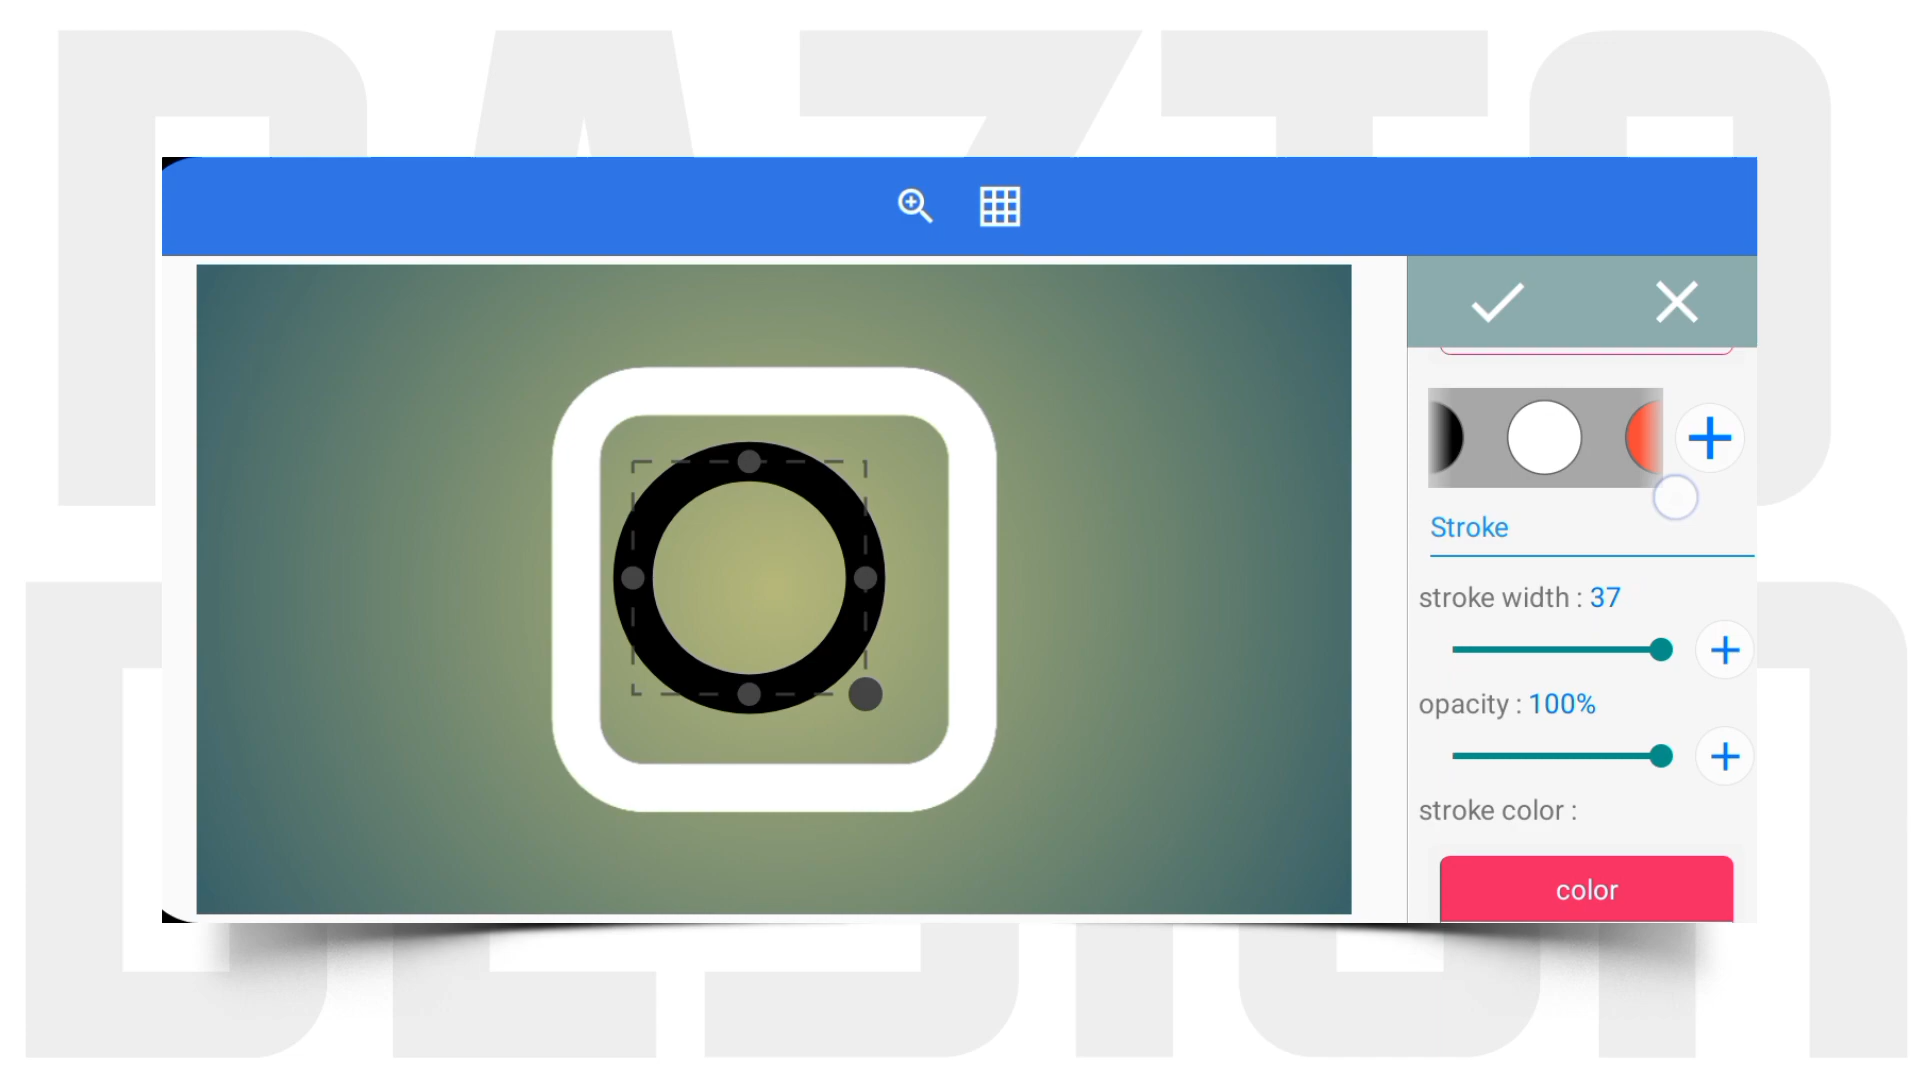 Stroke
stroke width : 37
opacity : 100%
stroke color :
color